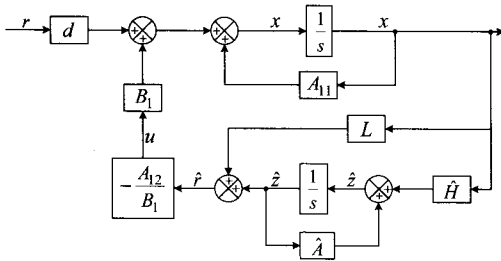 r d + + + + x 1/s x
A₁₁
B₁
u L
−A₁₂/B₁ r̂ + + ẑ 1/s ẑ + + Ĥ
Â